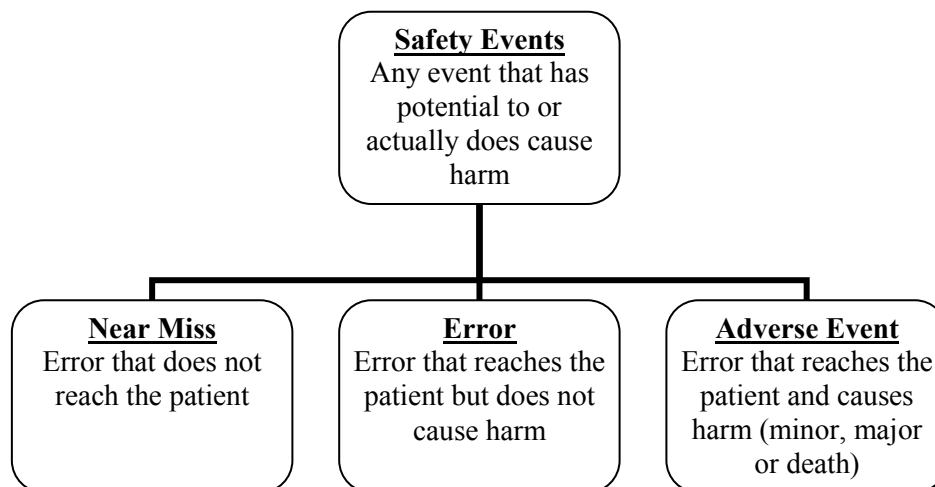 Safety Events
Any event that has
potential to or
actually does cause
harm
Near Miss
Error that does not
reach the patient
Error
Error that reaches the
patient but does not
cause harm
Adverse Event
Error that reaches the
patient and causes
harm (minor, major
or death)